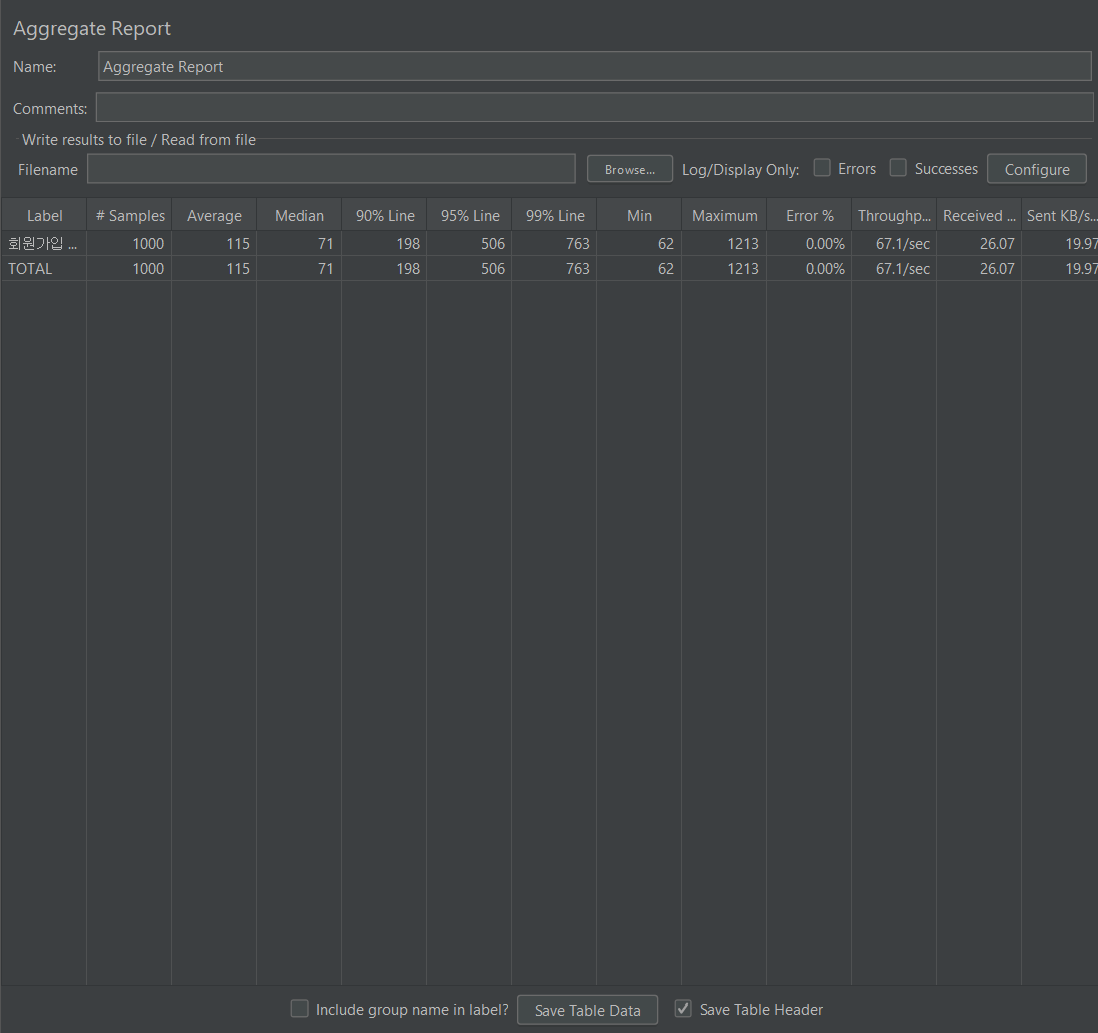 Aggregate Report
Name: Aggregate Report
Comments:
Write results to file / Read from file
Filename Browse... Log/Display Only: Errors Successes Configure
Label # Samples Average Median 90% Line 95% Line 99% Line Min Maximum Error % Throughp... Received ... Sent KB/s...
회원가입 ... 1000 115 71 198 506 763 62 1213 0.00% 67.1/sec 26.07 19.97
TOTAL 1000 115 71 198 506 763 62 1213 0.00% 67.1/sec 26.07 19.97
Include group name in label? Save Table Data Save Table Header